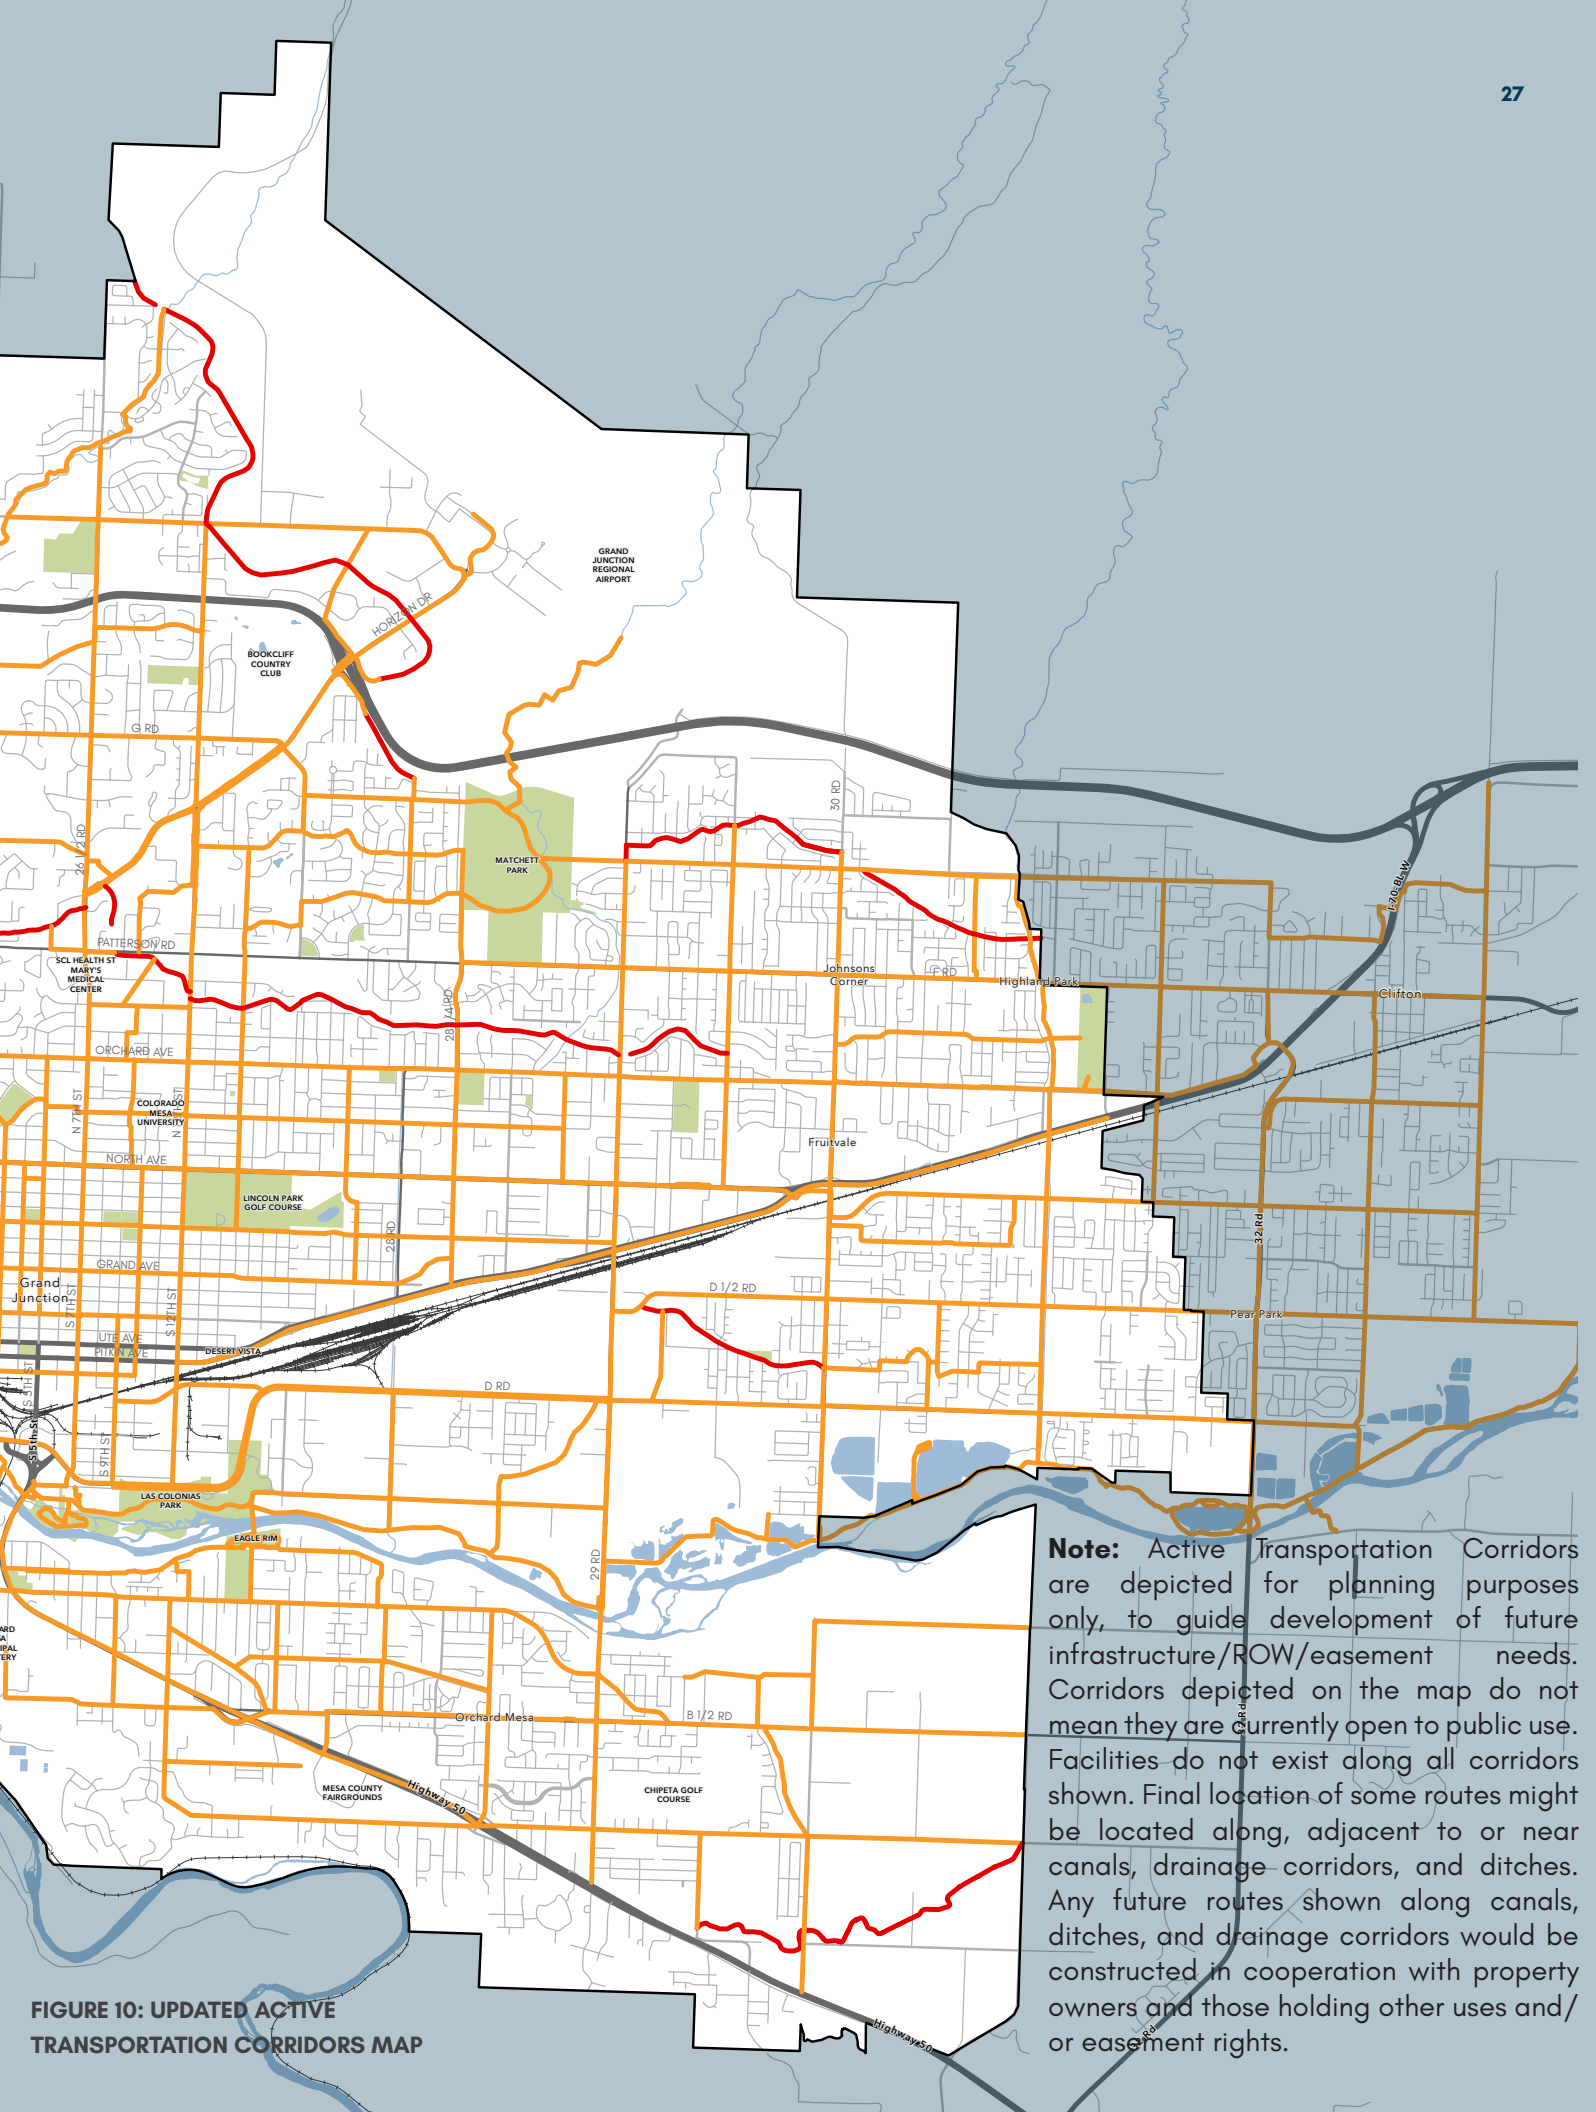 27
GRAND
JUNCTION
REGIONAL
AIRPORT
HORIZON DR
BOOKCLIFF
COUNTRY
CLUB
G RD
30 RD
26 1/2 RD
MATCHETT
PARK
I-70 BL W
PATTERSON RD
SCL HEALTH ST
MARY'S
MEDICAL
CENTER
Johnsons
Corner
F RD
Highland Park
Clifton
28 1/4 RD
ORCHARD AVE
N 7TH ST
COLORADO
MESA
UNIVERSITY
Fruitvale
NORTH AVE
LINCOLN PARK
GOLF COURSE
28 RD
32 Rd
GRAND AVE
Grand
Junction
S 7TH ST
S 12TH ST
D 1/2 RD
Pear Park
UTE AVE
PITKIN AVE
DESERT VISTA
S 5TH ST
D RD
S 5th St
S 9TH ST
LAS COLONIAS
PARK
EAGLE RIM
29 RD
Orchard Mesa
B 1/2 RD
32 Rd
MESA COUNTY
FAIRGROUNDS
Highway 50
CHIPETA GOLF
COURSE
Highway 50
Note: Active Transportation Corridors
are depicted for planning purposes
only, to guide development of future
infrastructure/ROW/easement needs.
Corridors depicted on the map do not
mean they are currently open to public use.
Facilities do not exist along all corridors
shown. Final location of some routes might
be located along, adjacent to or near
canals, drainage corridors, and ditches.
Any future routes shown along canals,
ditches, and drainage corridors would be
constructed in cooperation with property
owners and those holding other uses and/
or easement rights.
FIGURE 10: UPDATED ACTIVE
TRANSPORTATION CORRIDORS MAP